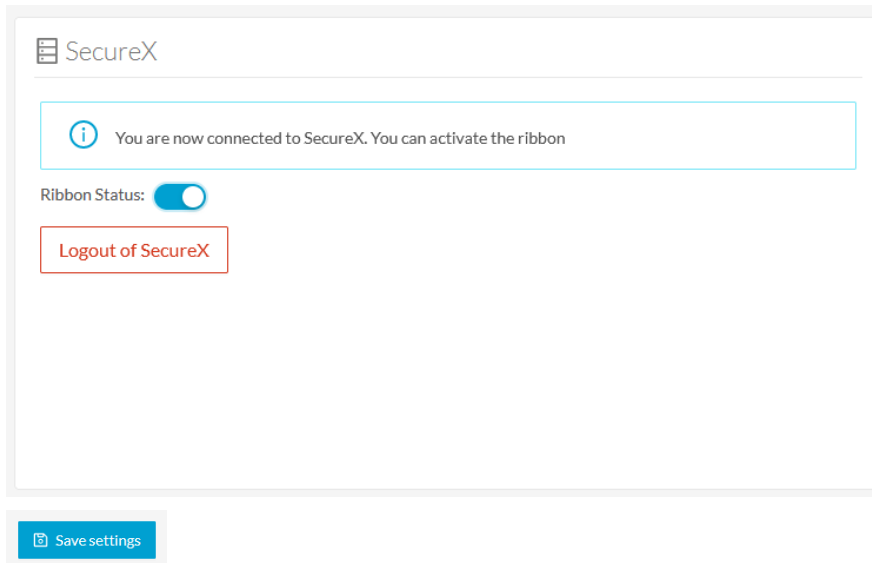 SecureX
You are now connected to SecureX. You can activate the ribbon
Ribbon Status:
Logout of SecureX
Save settings